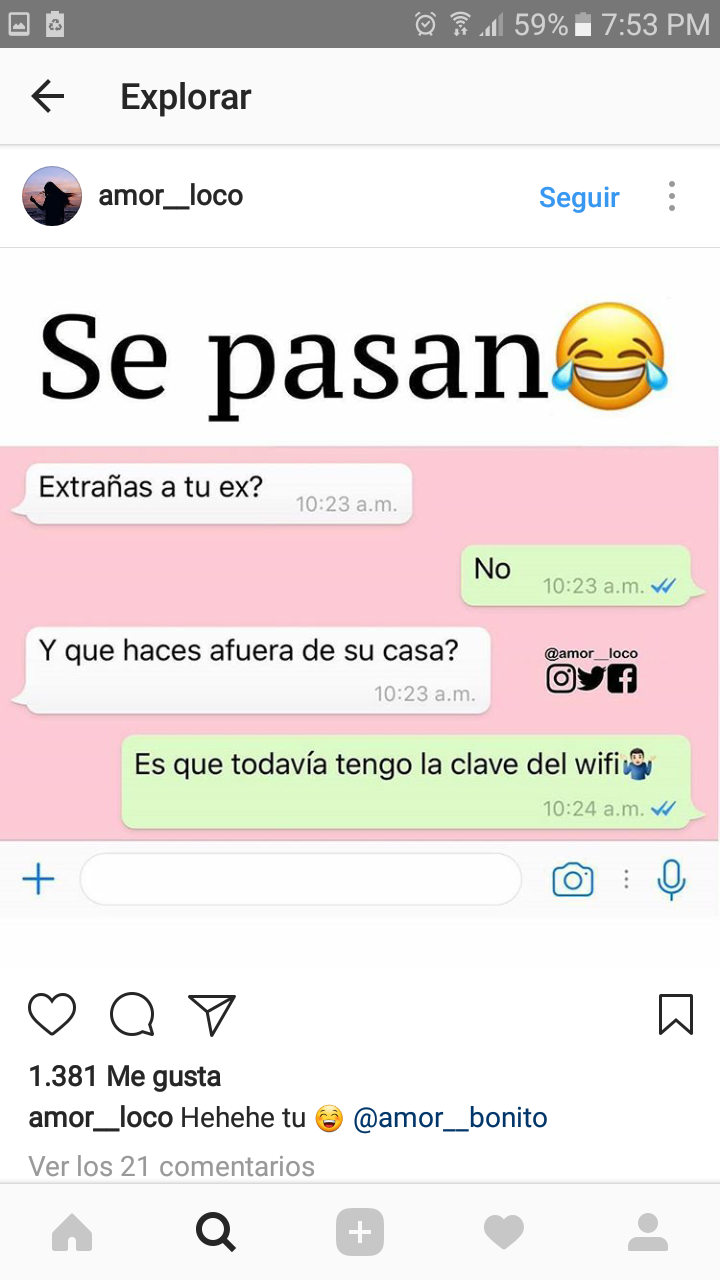 59% 7:53 PM
Explorar
amor__loco Seguir
Se pasan😂
Extrañas a tu ex?
10:23 a.m.
No
10:23 a.m.
Y que haces afuera de su casa?
10:23 a.m.
@amor__loco
Es que todavía tengo la clave del wifi🤷🏻‍♂️
10:24 a.m.
1.381 Me gusta
amor__loco Hehehe tu 😂 @amor__bonito
Ver los 21 comentarios